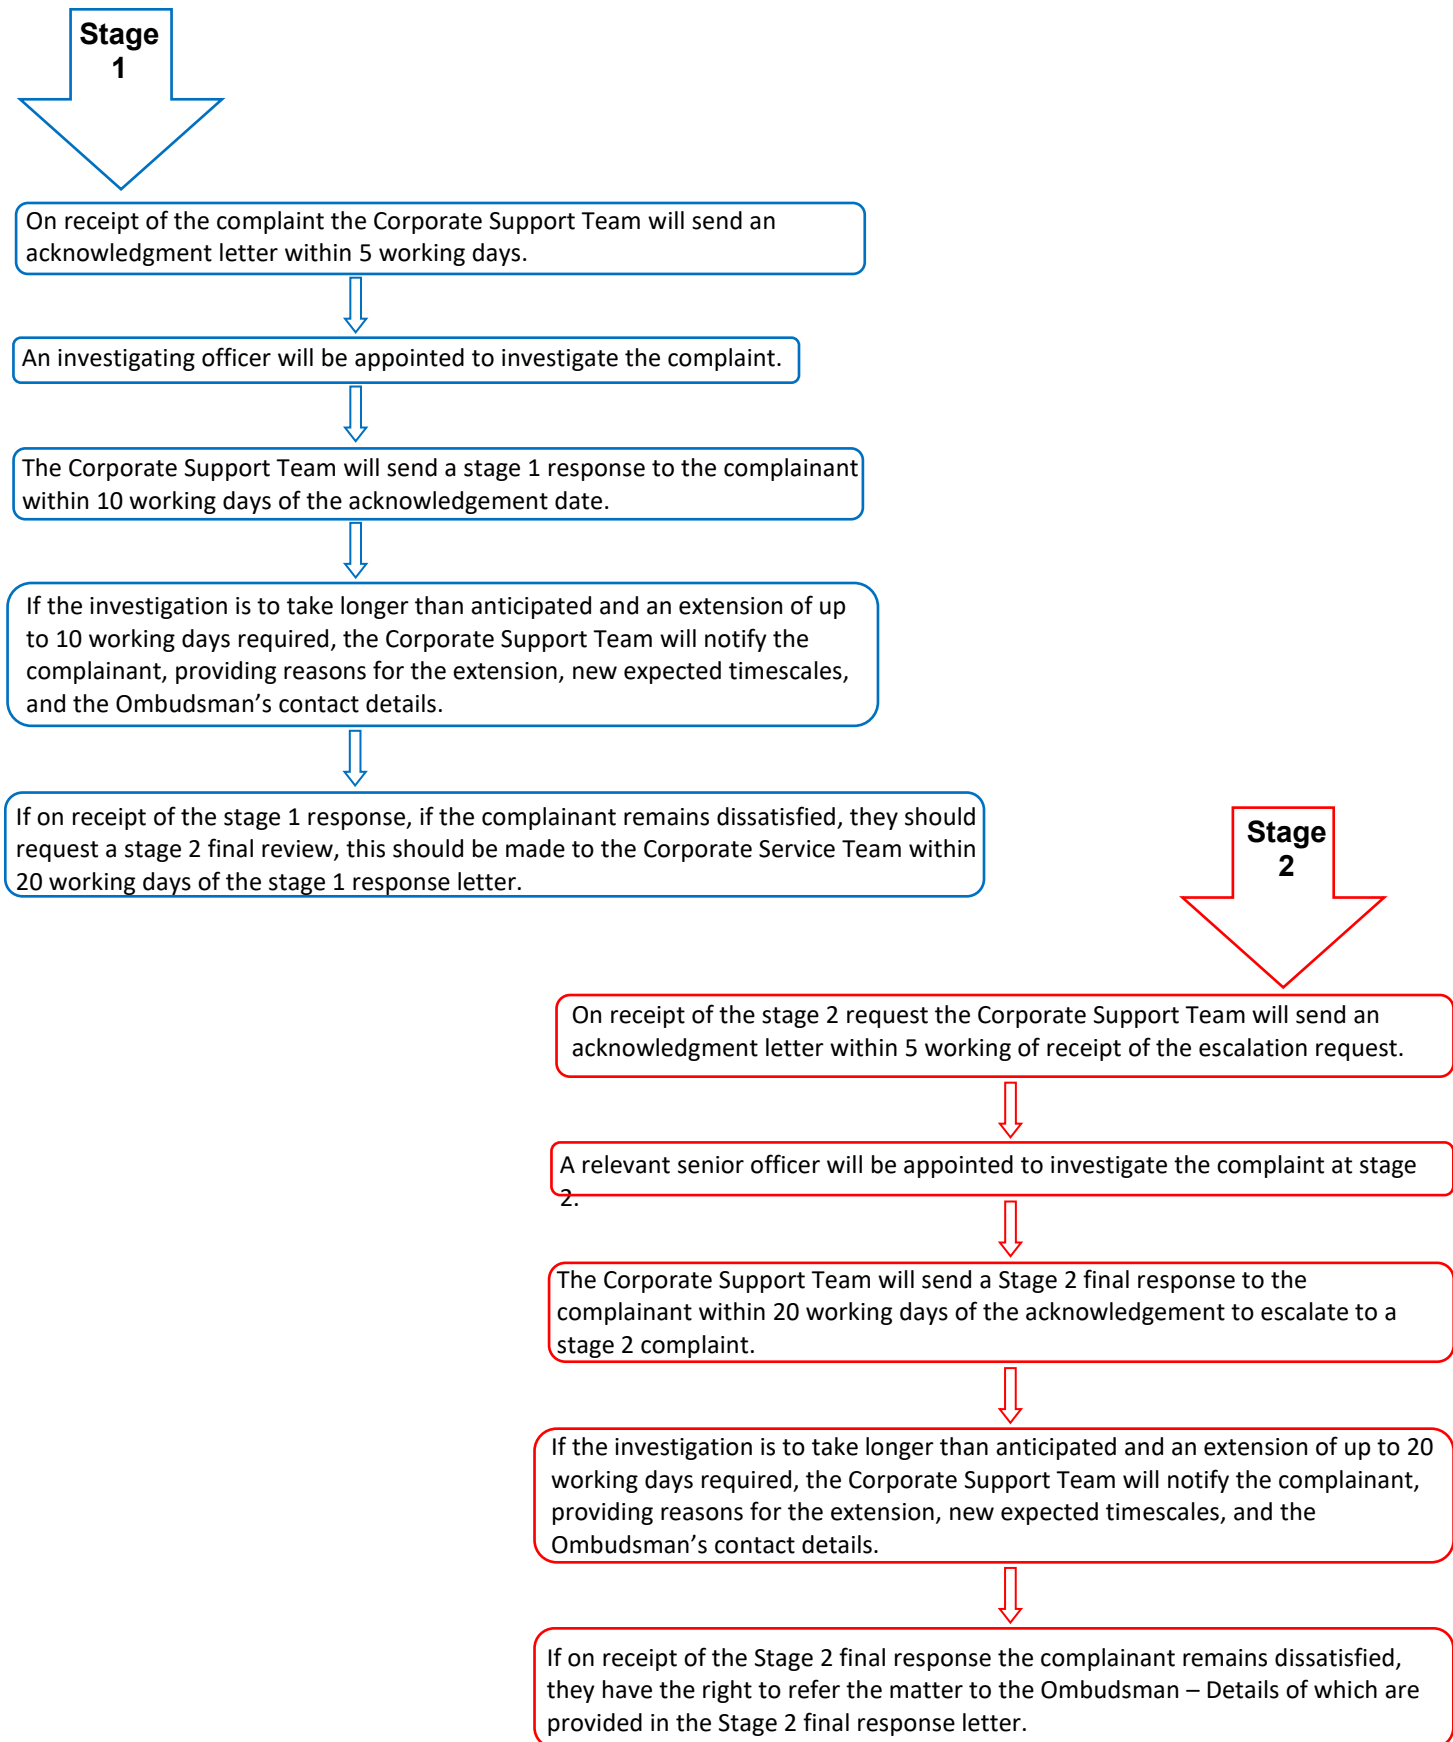 Stage
1
On receipt of the complaint the Corporate Support Team will send an
acknowledgment letter within 5 working days.
An investigating officer will be appointed to investigate the complaint.
The Corporate Support Team will send a stage 1 response to the complainant
within 10 working days of the acknowledgement date.
If the investigation is to take longer than anticipated and an extension of up
to 10 working days required, the Corporate Support Team will notify the
complainant, providing reasons for the extension, new expected timescales,
and the Ombudsman’s contact details.
If on receipt of the stage 1 response, if the complainant remains dissatisfied, they should
request a stage 2 final review, this should be made to the Corporate Service Team within
20 working days of the stage 1 response letter.
Stage
2
On receipt of the stage 2 request the Corporate Support Team will send an
acknowledgment letter within 5 working of receipt of the escalation request.
A relevant senior officer will be appointed to investigate the complaint at stage
2.
The Corporate Support Team will send a Stage 2 final response to the
complainant within 20 working days of the acknowledgement to escalate to a
stage 2 complaint.
If the investigation is to take longer than anticipated and an extension of up to 20
working days required, the Corporate Support Team will notify the complainant,
providing reasons for the extension, new expected timescales, and the
Ombudsman’s contact details.
If on receipt of the Stage 2 final response the complainant remains dissatisfied,
they have the right to refer the matter to the Ombudsman – Details of which are
provided in the Stage 2 final response letter.